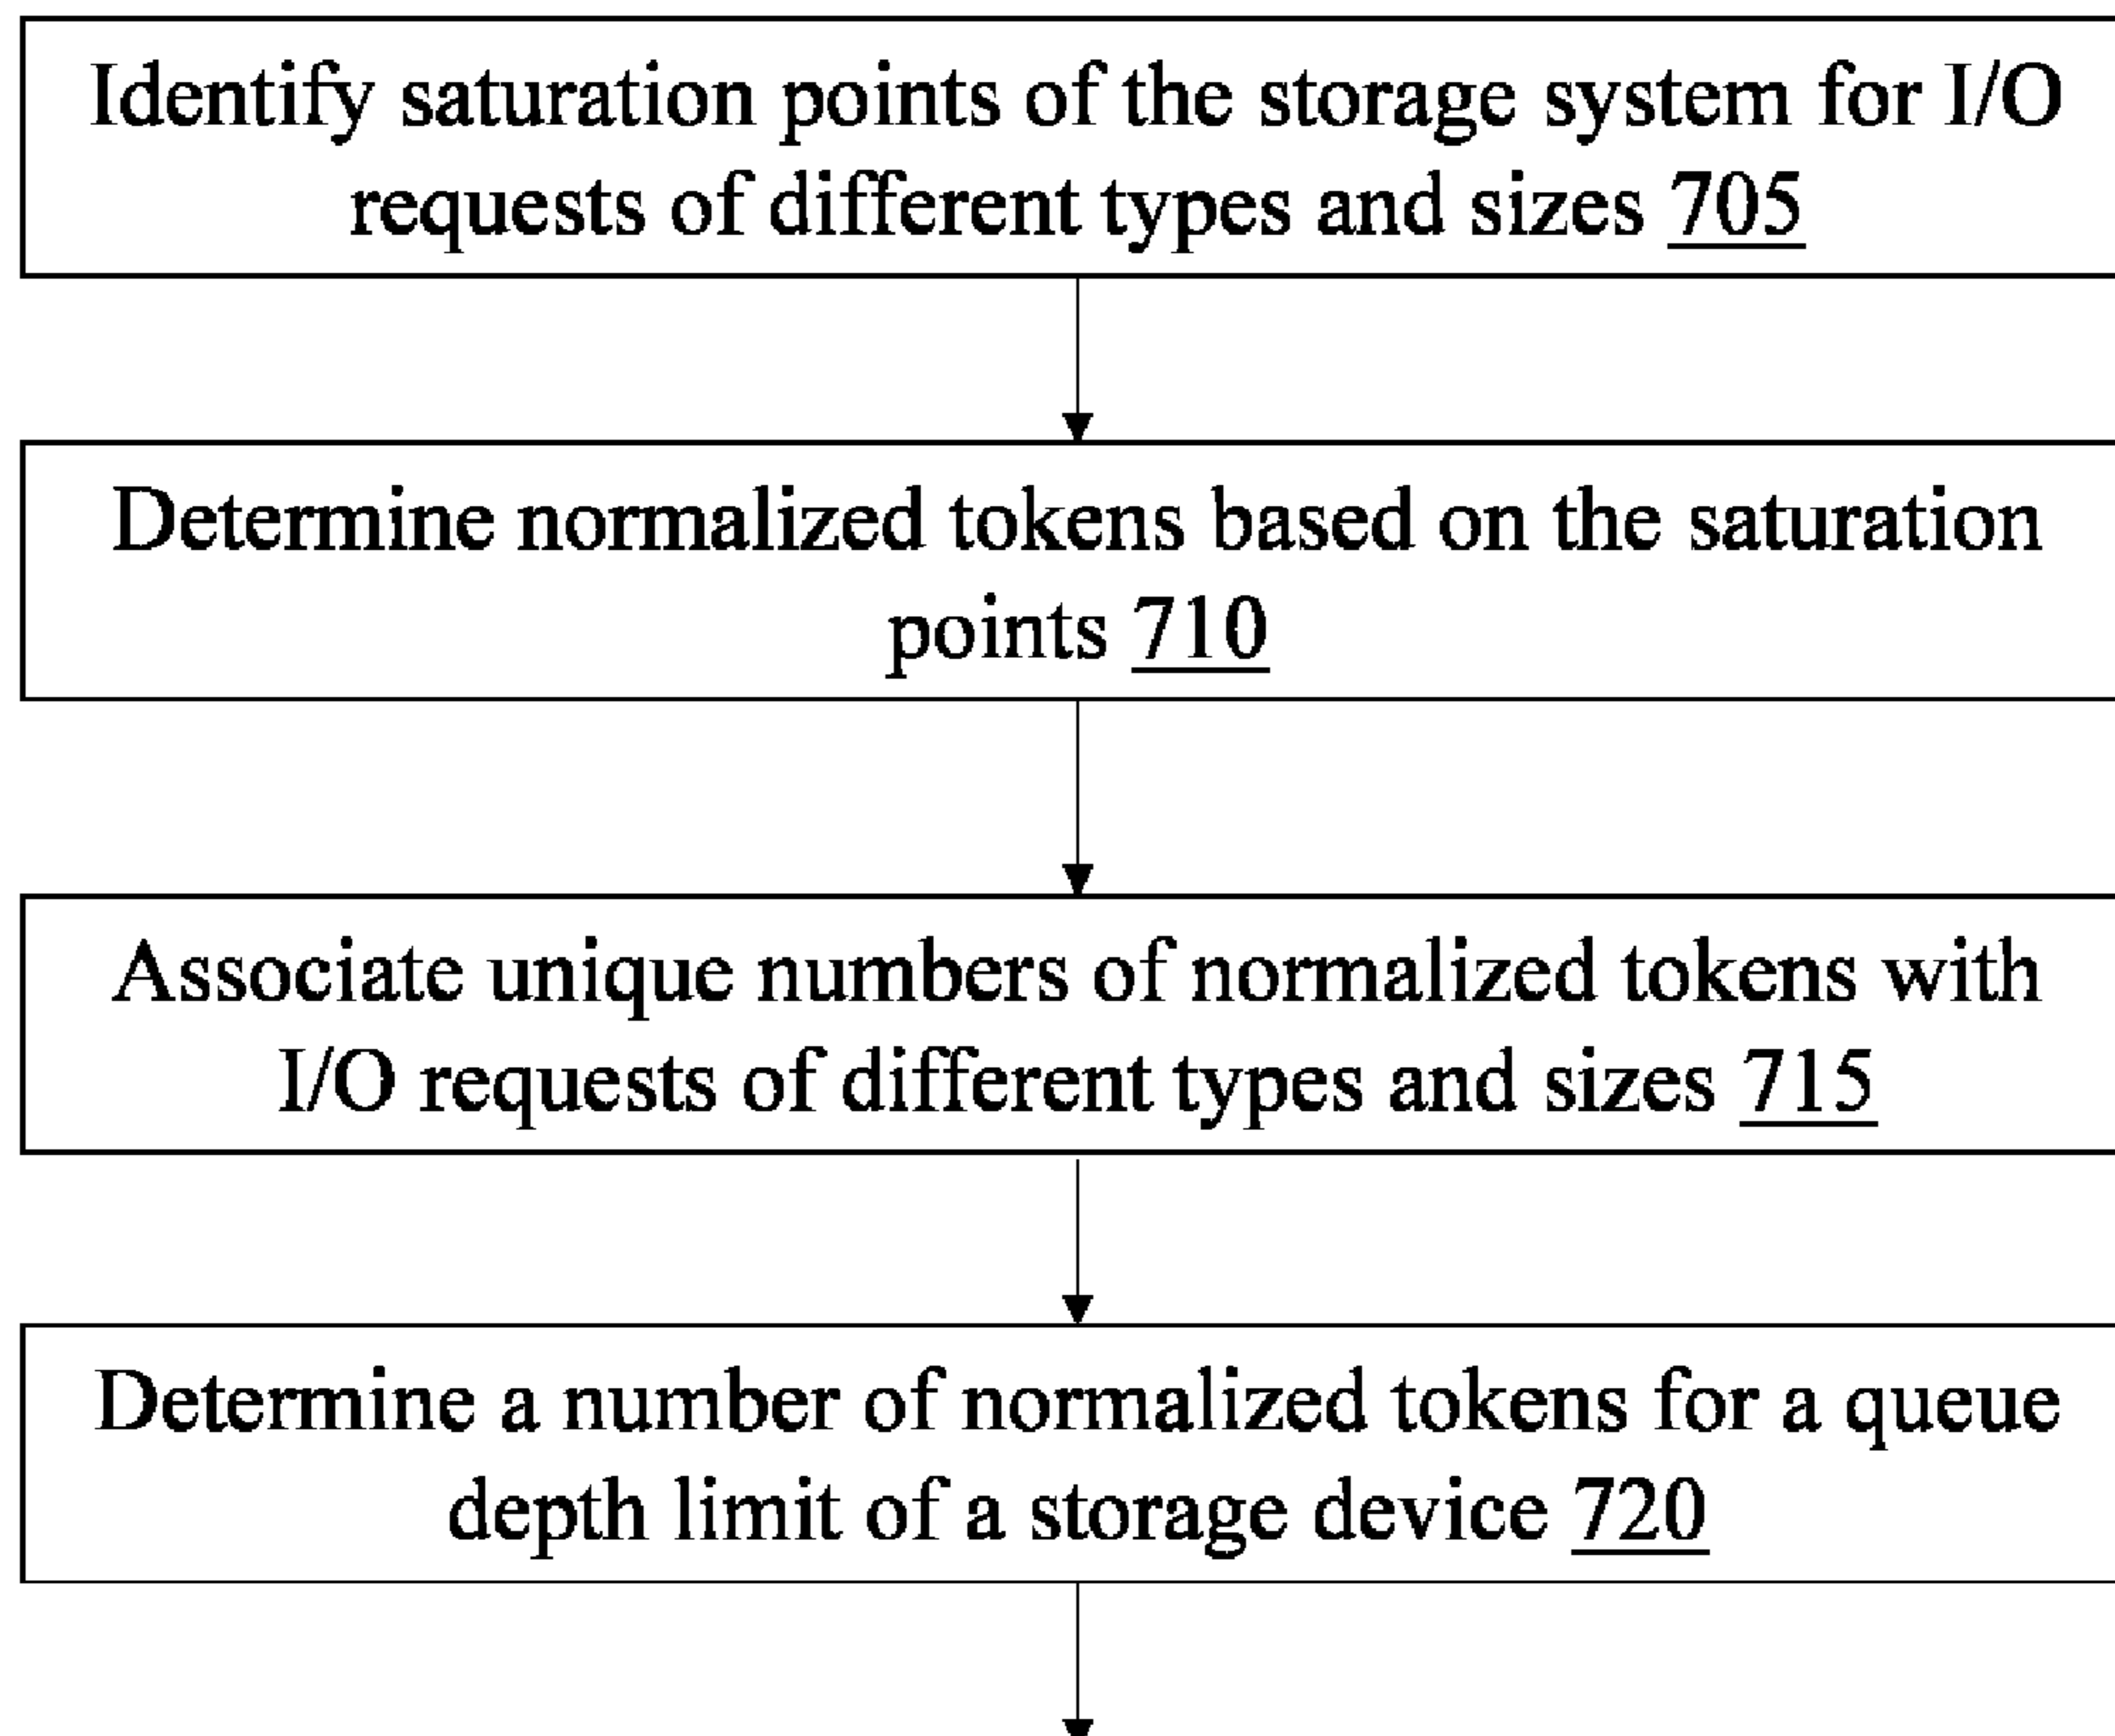 Identify saturation points of the storage system for I/O
requests of different types and sizes 705
Determine normalized tokens based on the saturation
points 710
Associate unique numbers of normalized tokens with
I/O requests of different types and sizes 715
Determine a number of normalized tokens for a queue
depth limit of a storage device 720